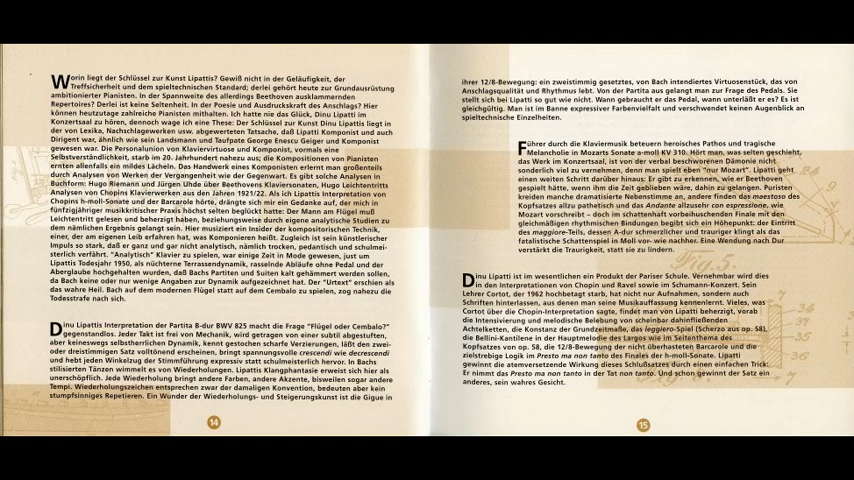 Worin liegt der Schlüssel zur Kunst Lipattis? Gewiß nicht in der Geläufigkeit, der
Treffsicherheit und dem spieltechnischen Standard; derlei gehört heute zur Grundausrüstung
ambitionierter Pianisten. In der Spannweite des allerdings Beethoven ausklammernden
Repertoires? Derlei ist keine Seltenheit. In der Poesie und Ausdruckskraft des Anschlags? Hier
können heutzutage zahlreiche Pianisten mithalten. Ich hatte nie das Glück, Dinu Lipatti im
Konzertsaal zu hören, dennoch wage ich eine These: Der Schlüssel zur Kunst Dinu Lipattis liegt in
der von Lexika, Nachschlagewerken usw. abgewerteten Tatsache, daß Lipatti Komponist und auch
Dirigent war, ähnlich wie sein Landsmann und Taufpate George Enescu Geiger und Komponist
gewesen war. Die Personalunion von Klaviervirtuose und Komponist, vormals eine
Selbstverständlichkeit, starb im 20. Jahrhundert nahezu aus; die Kompositionen von Pianisten
ernten allenfalls ein mildes Lächeln. Das Handwerk eines Komponisten erlernt man großenteils
durch Analysen von Werken der Vergangenheit wie der Gegenwart. Es gibt solche Analysen in
Buchform: Hugo Riemann und Jürgen Uhde über Beethovens Klaviersonaten, Hugo Leichtentritts
Analysen von Chopins Klavierwerken aus den Jahren 1921/22. Als ich Lipattis Interpretation von
Chopins h-moll-Sonate und der Barcarole hörte, drängte sich mir ein Gedanke auf, der mich in
fünfzigjähriger musikkritischer Praxis höchst selten beglückt hatte: Der Mann am Flügel muß
Leichtentritt gelesen und beherzigt haben, beziehungsweise durch eigene analytische Studien zu
dem nämlichen Ergebnis gelangt sein. Hier musiziert ein Insider der kompositorischen Technik,
einer, der am eigenen Leib erfahren hat, was Komponieren heißt. Zugleich ist sein künstlerischer
Impuls so stark, daß er ganz und gar nicht analytisch, nämlich trocken, pedantisch und schulmei-
sterlich verfährt. "Analytisch" Klavier zu spielen, war einige Zeit in Mode gewesen, just um
Lipattis Todesjahr 1950, als nüchterne Terrassendynamik, rasselnde Abläufe ohne Pedal und der
Aberglaube hochgehalten wurden, daß Bachs Partiten und Suiten kalt gehämmert werden sollen,
da Bach keine oder nur wenige Angaben zur Dynamik aufgezeichnet hat. Der "Urtext" erschien als
das wahre Heil. Bach auf dem modernen Flügel statt auf dem Cembalo zu spielen, zog nahezu die
Todesstrafe nach sich.
Dinu Lipattis Interpretation der Partita B-dur BWV 825 macht die Frage "Flügel oder Cembalo?"
gegenstandlos. Jeder Takt ist frei von Mechanik, wird getragen von einer subtil abgestuften,
aber keineswegs selbstherrlichen Dynamik, kennt gestochen scharfe Verzierungen, läßt den zwei-
oder dreistimmigen Satz volltönend erscheinen, bringt spannungsvolle crescendi wie decrescendi
und hebt jeden Winkelzug der Stimmführung expressiv statt schulmeisterlich hervor. In Bachs
stilisierten Tänzen wimmelt es von Wiederholungen. Lipattis Klangphantasie erweist sich hier als
unerschöpflich. Jede Wiederholung bringt andere Farben, andere Akzente, bisweilen sogar andere
Tempi. Wiederholungszeichen entsprechen zwar der damaligen Konvention, bedeuten aber kein
stumpfsinniges Repetieren. Ein Wunder der Wiederholungs- und Steigerungskunst ist die Gigue in
14
ihrer 12/8-Bewegung: ein zweistimmig gesetztes, von Bach intendiertes Virtuosenstück, das von
Anschlagsqualität und Rhythmus lebt. Von der Partita aus gelangt man zur Frage des Pedals. Sie
stellt sich bei Lipatti so gut wie nicht. Wann gebraucht er das Pedal, wann unterläßt er es? Es ist
gleichgültig. Man ist im Banne expressiver Farbenvielfalt und verschwendet keinen Augenblick an
spieltechnische Einzelheiten.
Führer durch die Klaviermusik beteuern heroisches Pathos und tragische
Melancholie in Mozarts Sonate a-moll KV 310. Hört man, was selten geschieht,
das Werk im Konzertsaal, ist von der verbal beschworenen Dämonie nicht
sonderlich viel zu vernehmen, denn man spielt eben "nur Mozart". Lipatti geht
einen weiten Schritt darüber hinaus: Er gibt zu erkennen, wie er Beethoven
gespielt hätte, wenn ihm die Zeit geblieben wäre, dahin zu gelangen. Puristen
kreiden manche dramatische Nebenstimme an, andere finden das maestoso des
Kopfsatzes allzu pathetisch und das Andante allzusehr con espressione, wie
Mozart vorschreibt – doch im schattenhaft vorbeihuschenden Finale mit den
gleichmäßigen rhythmischen Bindungen begibt sich ein Höhepunkt: der Eintritt
des maggiore-Teils, dessen A-dur schmerzlicher und trauriger klingt als das
fatalistische Schattenspiel in Moll vor- wie nachher. Eine Wendung nach Dur
verstärkt die Traurigkeit, statt sie zu lindern.
Fig. 5.
Dinu Lipatti ist im wesentlichen ein Produkt der Pariser Schule. Vernehmbar wird dies
in den Interpretationen von Chopin und Ravel sowie im Schumann-Konzert. Sein
Lehrer Cortot, der 1962 hochbetagt starb, hat nicht nur Aufnahmen, sondern auch
Schriften hinterlassen, aus denen man seine Musikauffassung kennenlernt. Vieles, was
Cortot über die Chopin-Interpretation sagte, findet man von Lipatti beherzigt, vorab
die Intensivierung und melodische Belebung von scheinbar dahinfließenden
Achtelketten, die Konstanz der Grundzeitmaße, das leggiero-Spiel (Scherzo aus op. 58),
die Bellini-Kantilene in der Hauptmelodie des Largos wie im Seitenthema des
Kopfsatzes von op. 58, die 12/8-Bewegung der nicht überhasteten Barcarole und die
zielstrebige Logik im Presto ma non tanto des Finales der h-moll-Sonate. Lipatti
gewinnt die atemversetzende Wirkung dieses Schlußsatzes durch einen einfachen Trick:
Er nimmt das Presto ma non tanto in der Tat non tanto. Und schon gewinnt der Satz ein
anderes, sein wahres Gesicht.
34
31
36
15